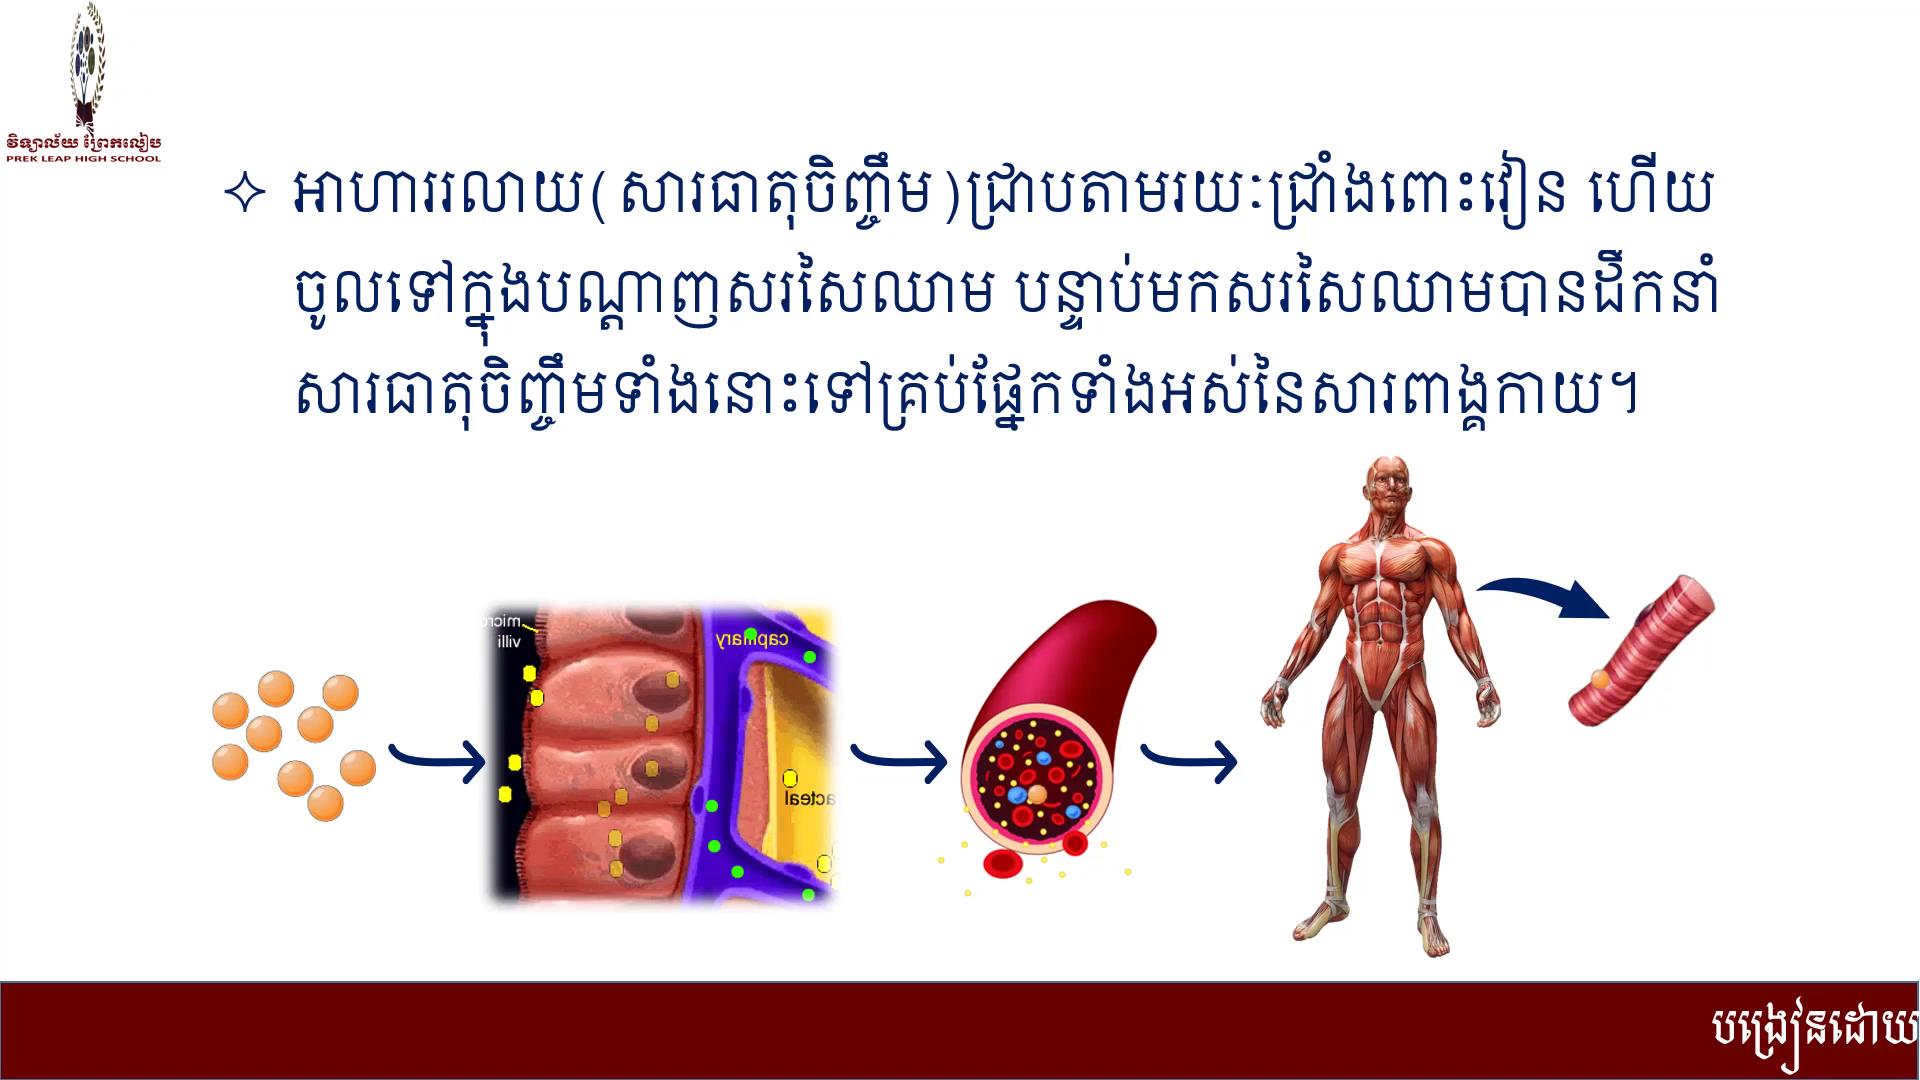 វិទ្យាល័យ ព្រែកលៀប
PREK LEAP HIGH SCHOOL
✧ អាហាររលាយ(សារធាតុចិញ្ចឹម)ជ្រាបតាមរយៈជ្រាំងពោះវៀន ហើយ
ចូលទៅក្នុងបណ្តាញសរសៃឈាម បន្ទាប់មកសរសៃឈាមបានដឹកនាំ
សារធាតុចិញ្ចឹមទាំងនោះទៅគ្រប់ផ្នែកទាំងអស់នៃសារពាង្គកាយ។
micro
villi
capillary
acteal
បង្រៀនដោយ